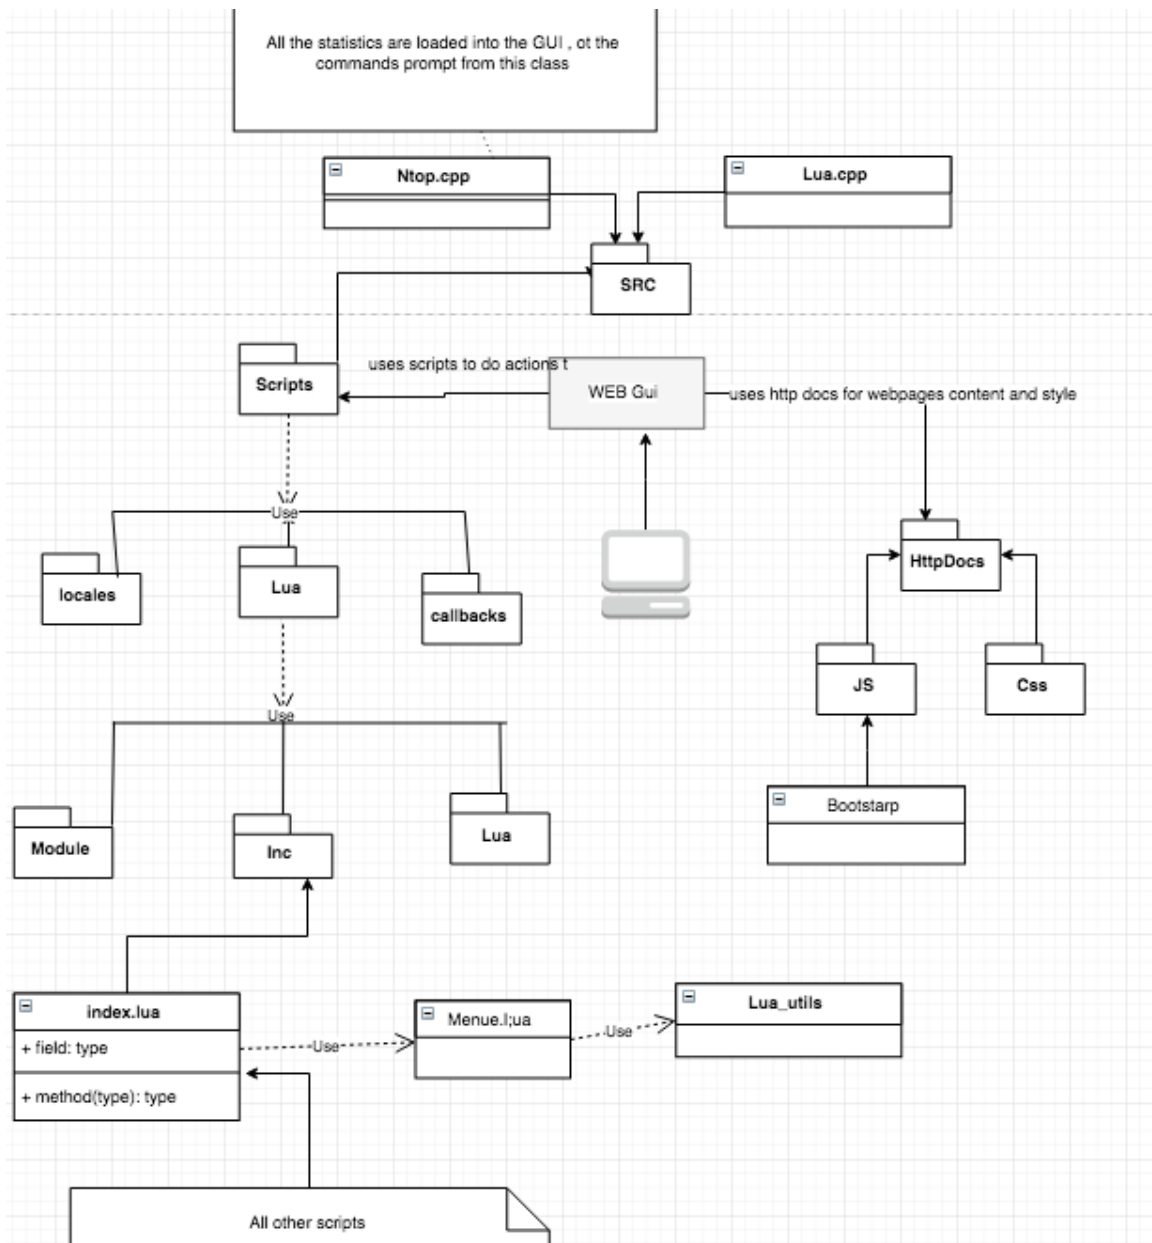 All the statistics are loaded into the GUI , ot the
commands prompt from this class
Ntop.cpp
Lua.cpp
SRC
Scripts
uses scripts to do actions t
WEB Gui
uses http docs for webpages content and style
Use
locales
Lua
callbacks
HttpDocs
JS
Css
Use
Module
Inc
Lua
Bootstarp
index.lua
+ field: type
+ method(type): type
Use
Menue.l;ua
Use
Lua_utils
All other scripts